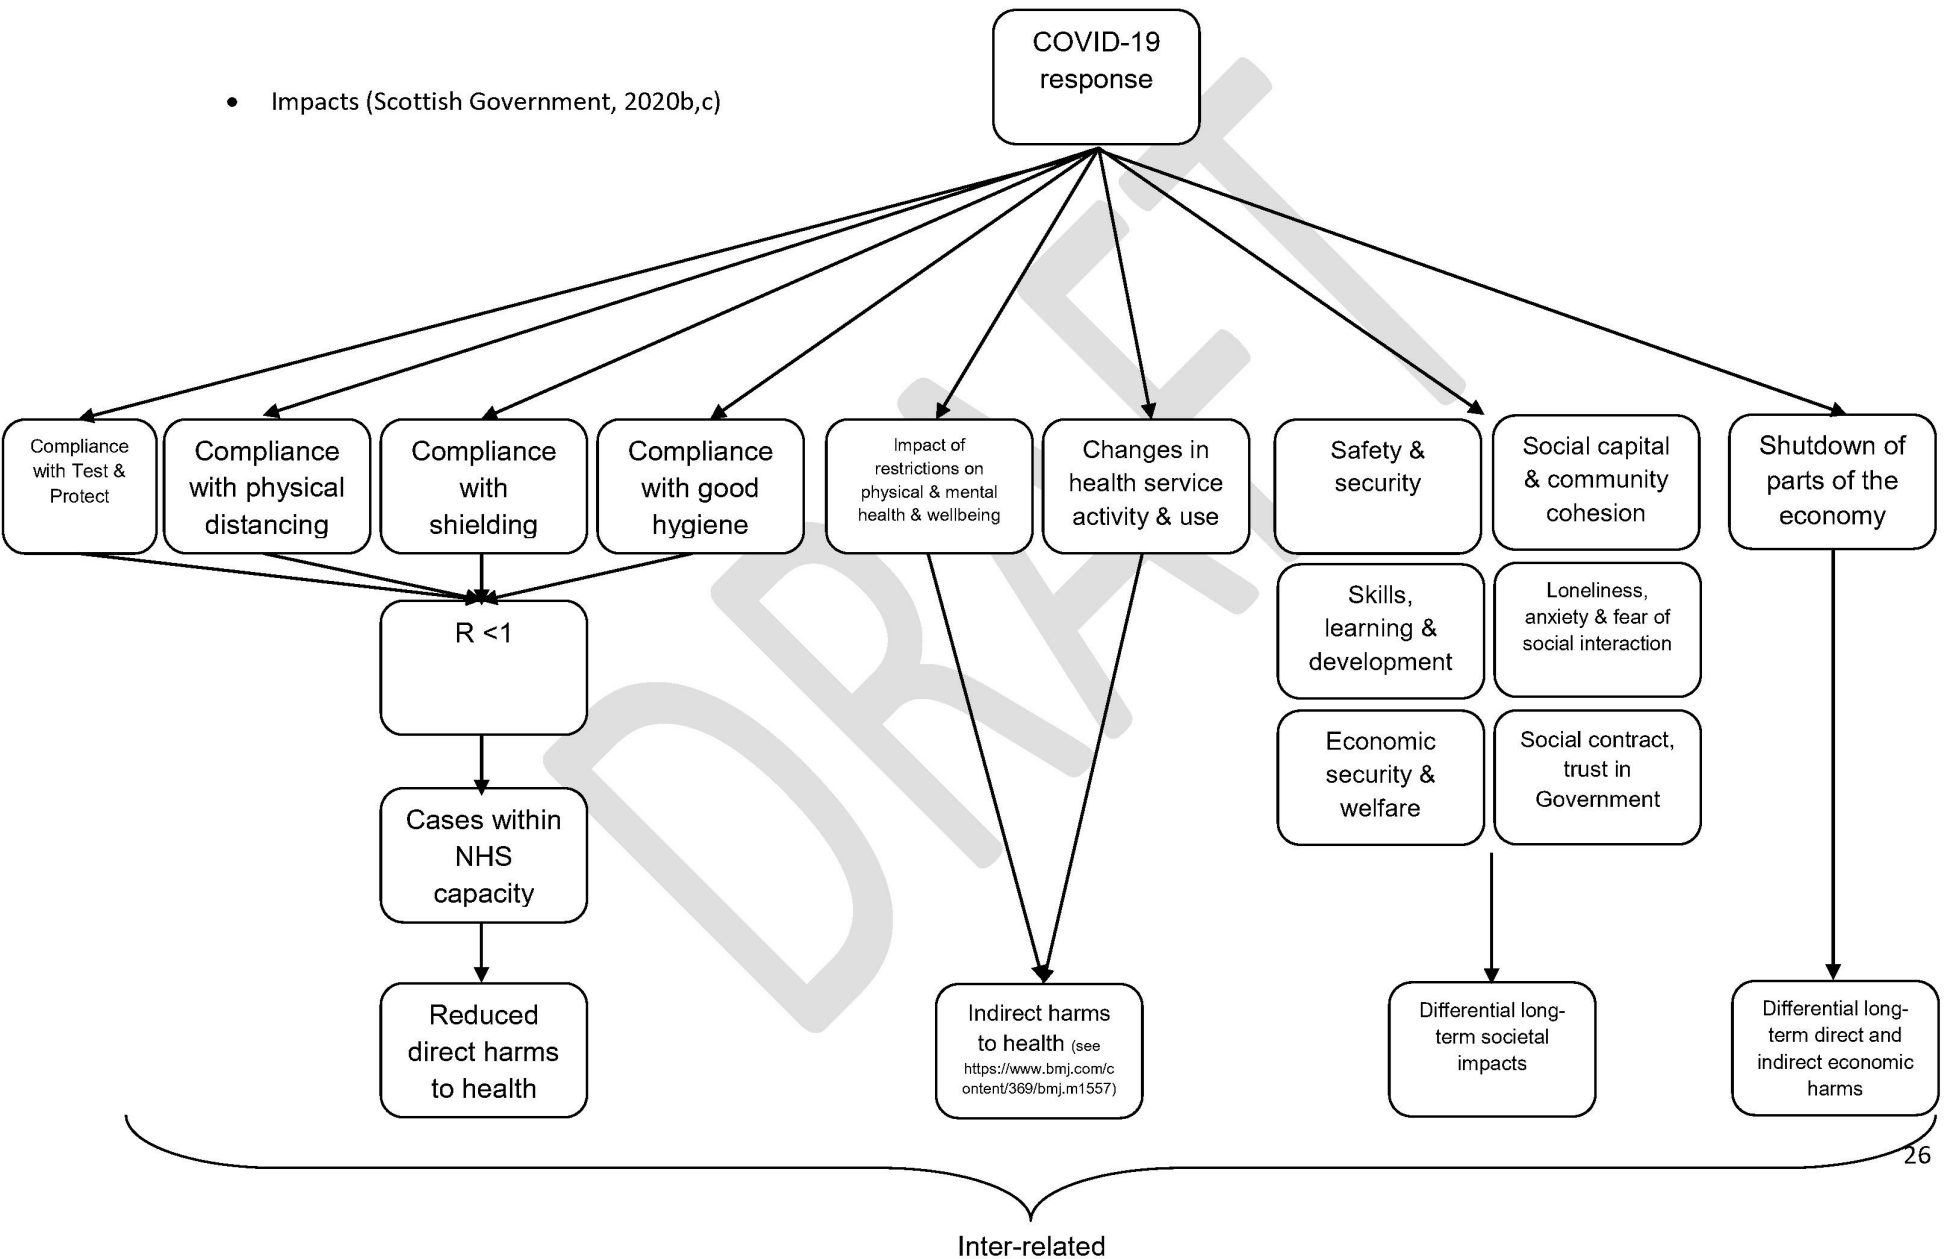 COVID-19
response
• Impacts (Scottish Government, 2020b,c)
DRAFT
Compliance
with Test &
Protect
Compliance
with physical
distancing
Compliance
with
shielding
Compliance
with good
hygiene
Impact of
restrictions on
physical & mental
health & wellbeing
Changes in
health service
activity & use
Safety &
security
Social capital
& community
cohesion
Shutdown of
parts of the
economy
Skills,
learning &
development
Loneliness,
anxiety & fear of
social interaction
R <1
Economic
security &
welfare
Social contract,
trust in
Government
Cases within
NHS
capacity
Reduced
direct harms
to health
Indirect harms
to health (see
https://www.bmj.com/c
ontent/369/bmj.m1557)
Differential long-
term societal
impacts
Differential long-
term direct and
indirect economic
harms
26
Inter-related